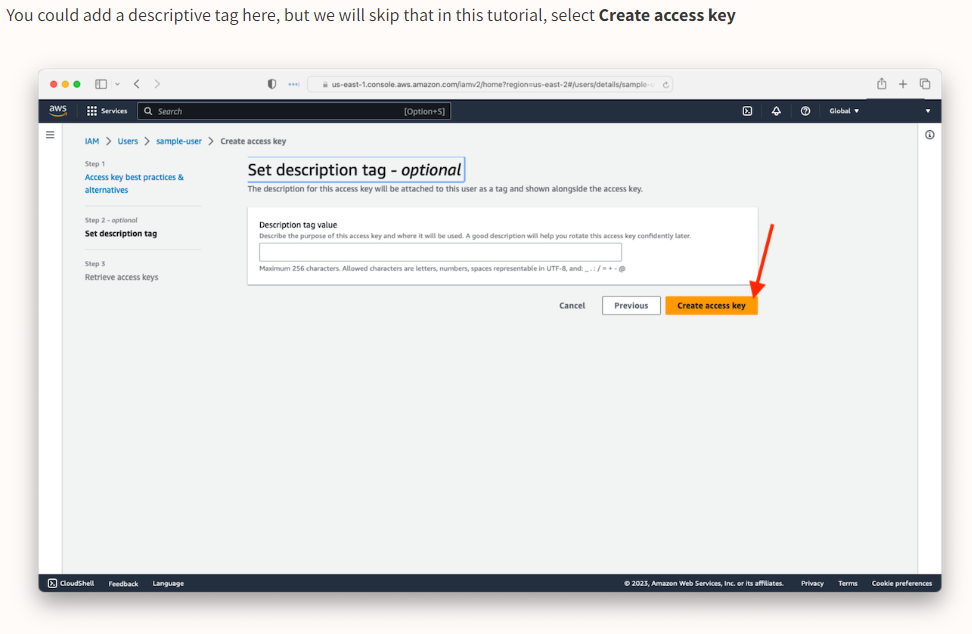 You could add a descriptive tag here, but we will skip that in this tutorial, select Create access key
us-east-1.console.aws.amazon.com/iamv2/home?region=us-east-2#/users/details/sample-
aws Services Search [Option+S] Global
IAM > Users > sample-user > Create access key
Step 1
Access key best practices &
alternatives
Step 2 - optional
Set description tag
Step 3
Retrieve access keys
Set description tag - optional
The description for this access key will be attached to this user as a tag and shown alongside the access key.
Description tag value
Describe the purpose of this access key and where it will be used. A good description will help you rotate this access key confidently later.
Maximum 256 characters. Allowed characters are letters, numbers, spaces representable in UTF-8, and: _ . : / = + - @
Cancel Previous Create access key
CloudShell Feedback Language © 2023, Amazon Web Services, Inc. or its affiliates. Privacy Terms Cookie preferences